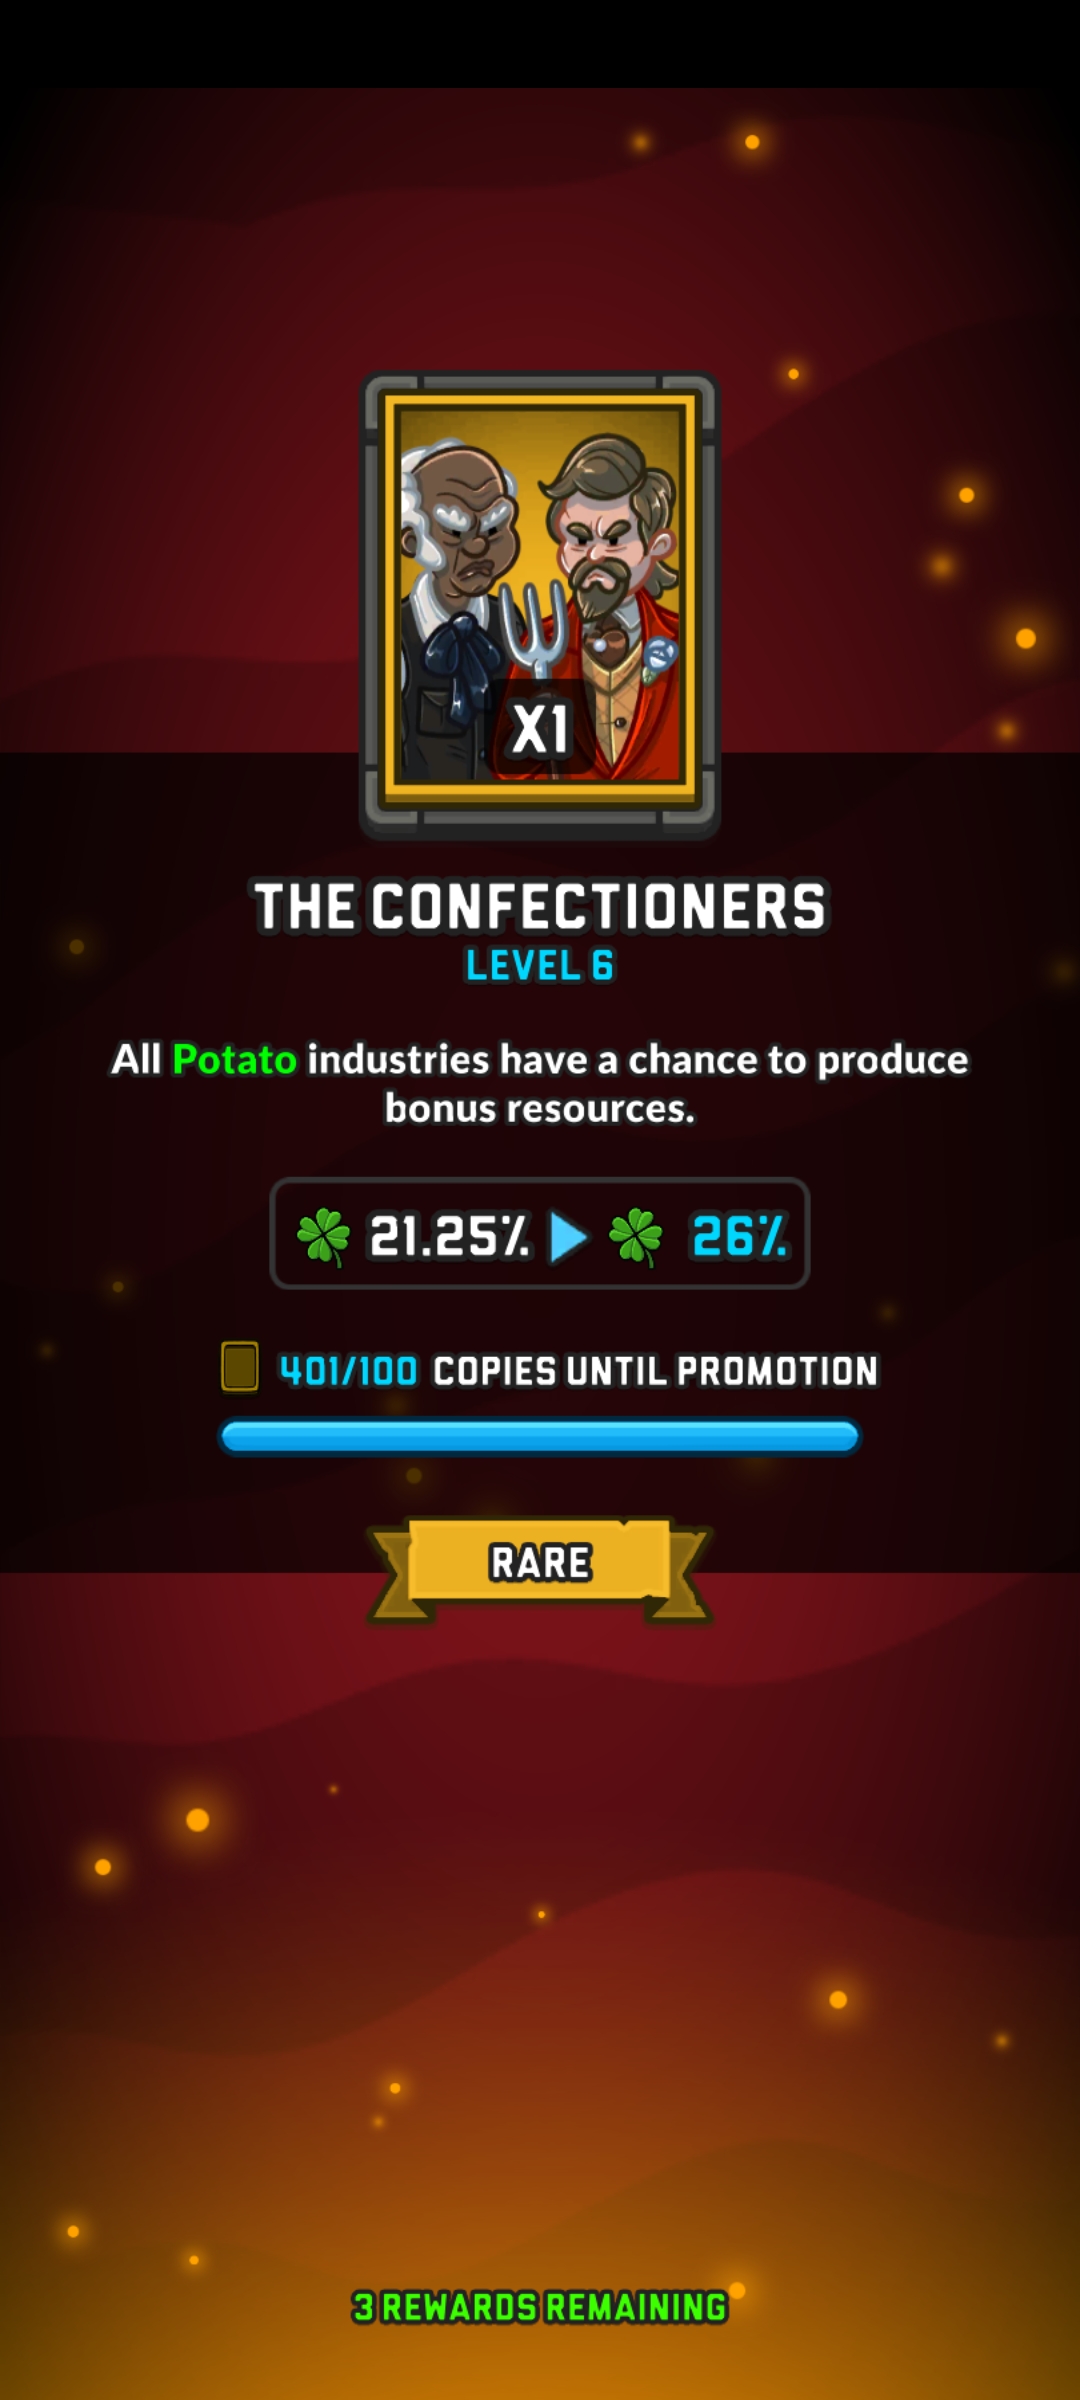 X1
THE CONFECTIONERS
LEVEL 6
All Potato industries have a chance to produce
bonus resources.
21.25% 26%
401/100 COPIES UNTIL PROMOTION
RARE
3 REWARDS REMAINING